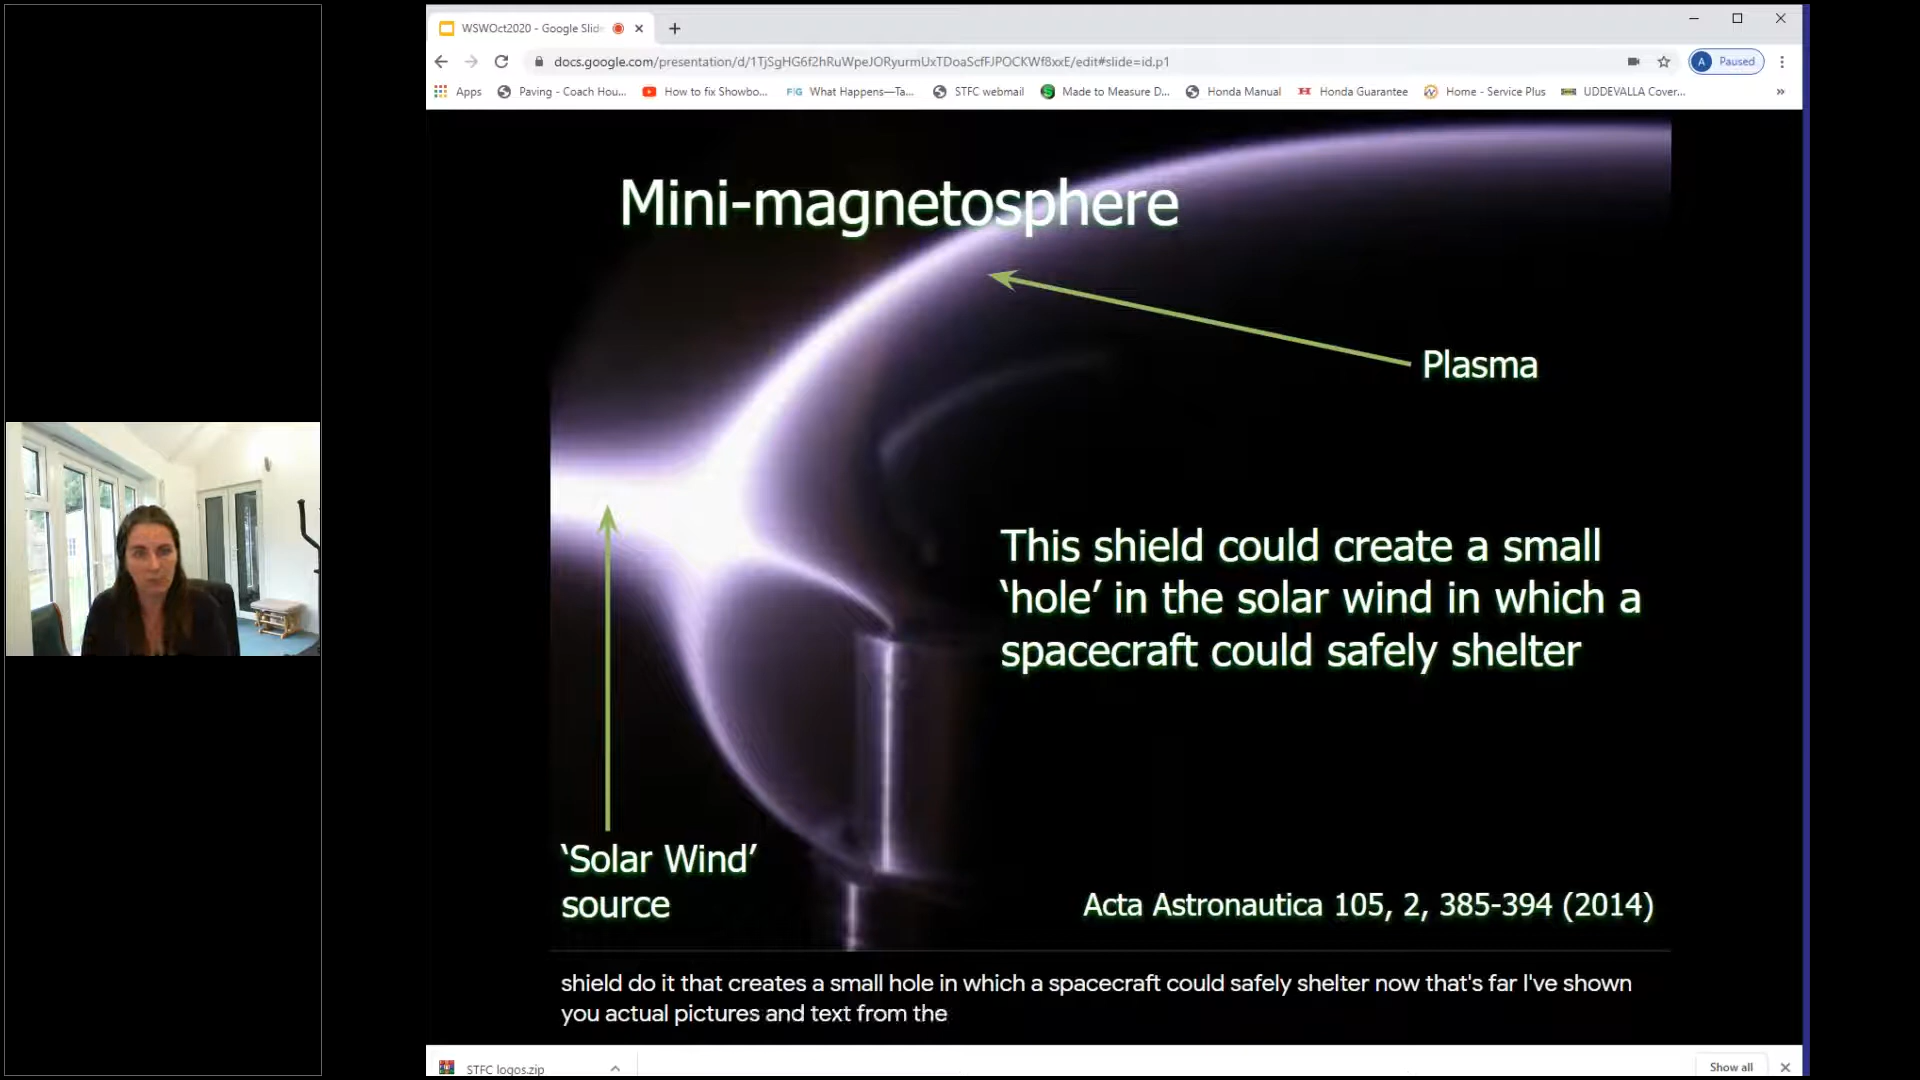 WSWOct2020 - Google Slide
docs.google.com/presentation/d/1TjSgHG6f2hRuWpeJORyurmUxTDoaScfFJPOCKWf8xxE/edit#slide=id.p1
A Paused
Apps Paving - Coach Hou... How to fix Showbo... FIG What Happens—Ta... STFC webmail Made to Measure D... Honda Manual Honda Guarantee Home - Service Plus UDDEVALLA Cover... »
Mini-magnetosphere
Plasma
This shield could create a small
‘hole’ in the solar wind in which a
spacecraft could safely shelter
‘Solar Wind’
source
Acta Astronautica 105, 2, 385-394 (2014)
shield do it that creates a small hole in which a spacecraft could safely shelter now that's far I've shown
you actual pictures and text from the
STFC logos.zip
Show all